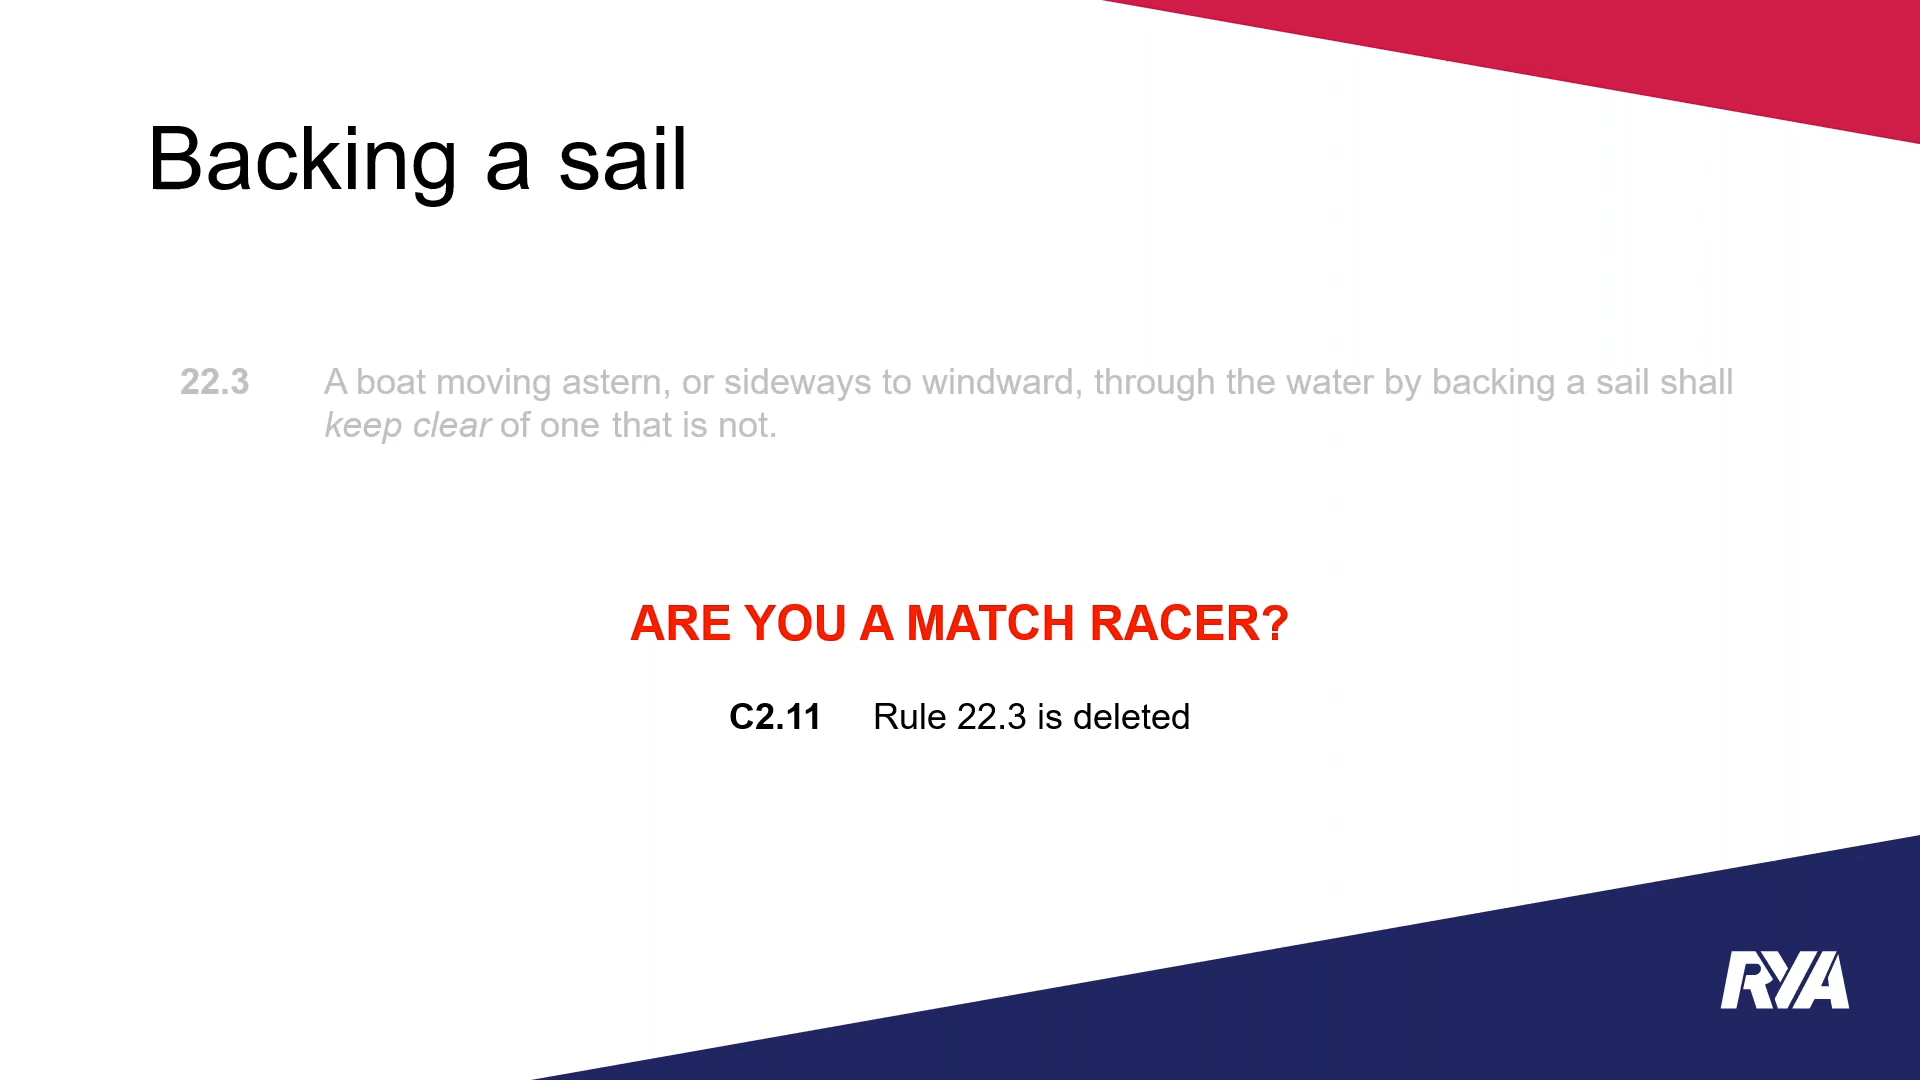 Backing a sail
22.3 A boat moving astern, or sideways to windward, through the water by backing a sail shall
keep clear of one that is not.
ARE YOU A MATCH RACER?
C2.11 Rule 22.3 is deleted
RYA